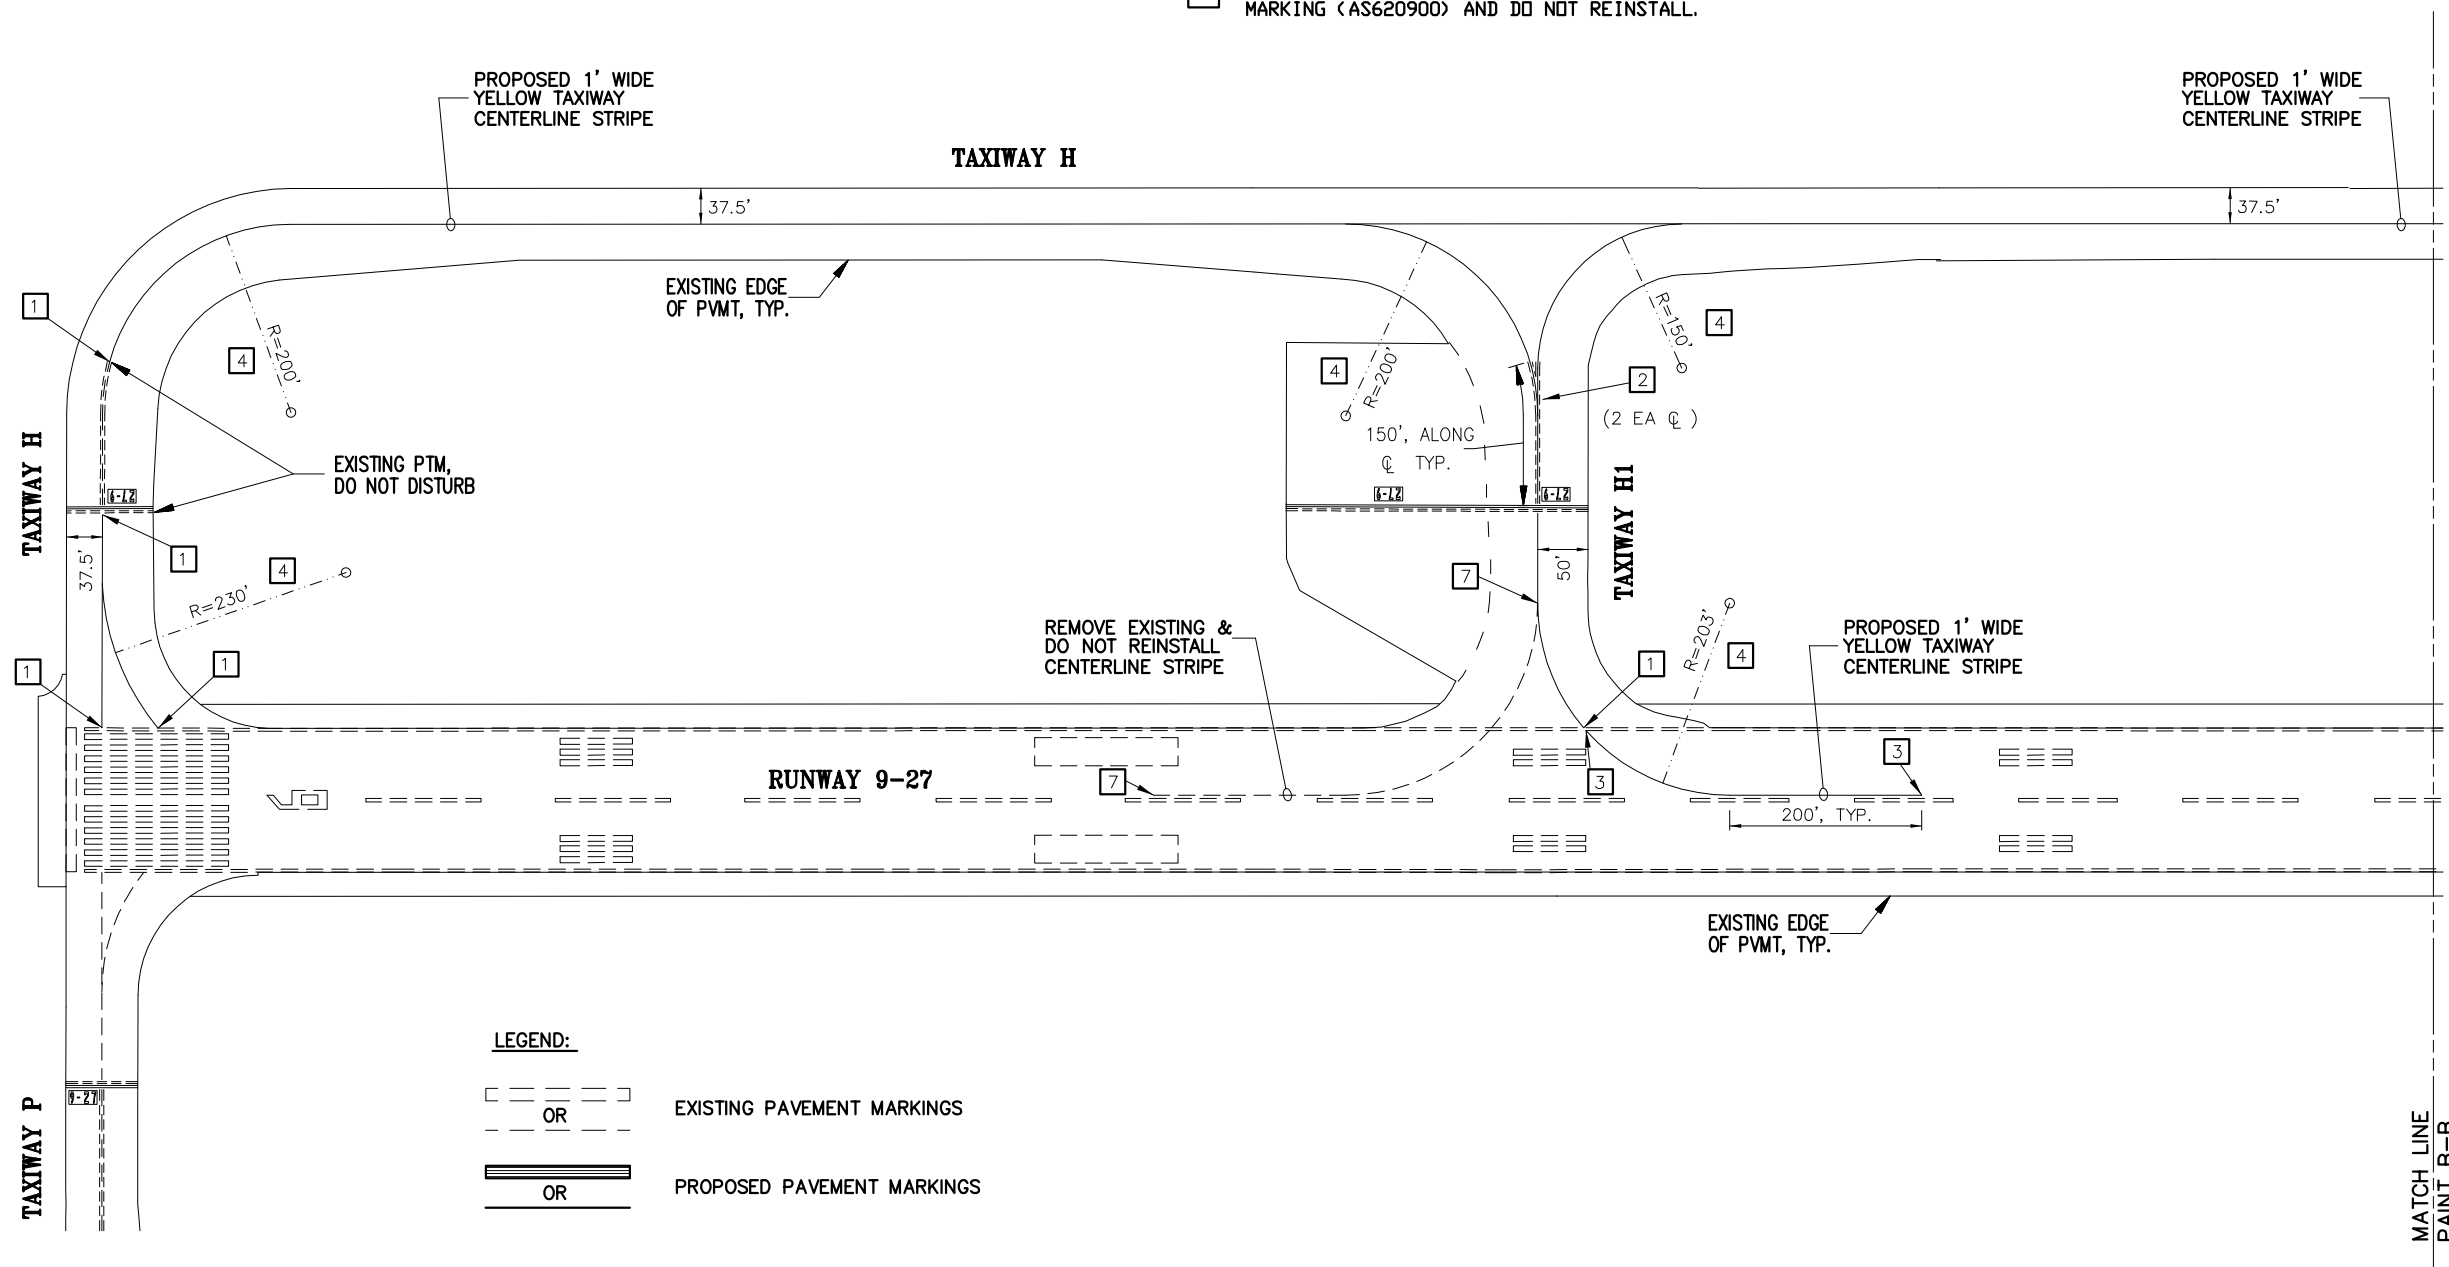 MARKING (AS620900) AND DO NOT REINSTALL.
PROPOSED 1' WIDE
YELLOW TAXIWAY
CENTERLINE STRIPE
PROPOSED 1' WIDE
YELLOW TAXIWAY
CENTERLINE STRIPE
TAXIWAY H
37.5'
37.5'
EXISTING EDGE
OF PVMT, TYP.
1
4
R=200'
4
R=200'
R=150'
4
2
(2 EA ℄ )
150', ALONG
℄ TYP.
TAXIWAY H
EXISTING PTM,
DO NOT DISTURB
9-27
9-27
9-27
TAXIWAY H1
1
37.5'
4
R=230'
7
50'
1
1
REMOVE EXISTING &
DO NOT REINSTALL
CENTERLINE STRIPE
1
R=203'
4
PROPOSED 1' WIDE
YELLOW TAXIWAY
CENTERLINE STRIPE
RUNWAY 9-27
7
3
3
200', TYP.
EXISTING EDGE
OF PVMT, TYP.
LEGEND:
9-27
TAXIWAY P
OR
EXISTING PAVEMENT MARKINGS
OR
PROPOSED PAVEMENT MARKINGS
MATCH LINE
PAINT B-B